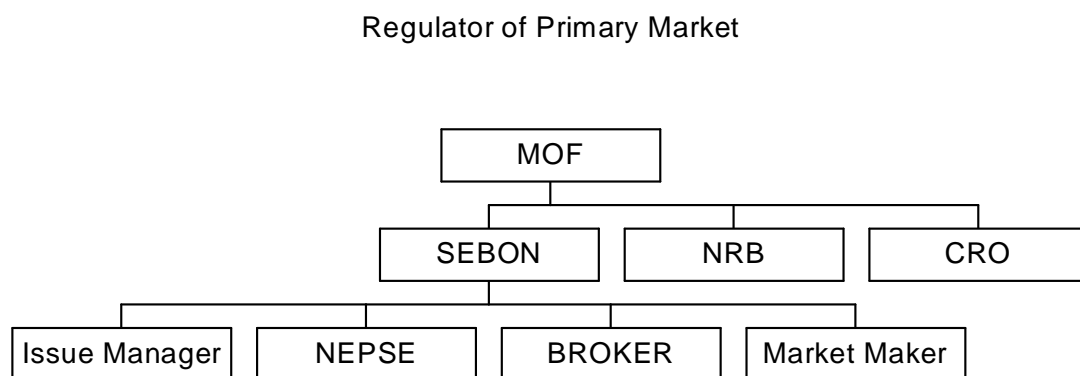 Regulator of Primary Market
MOF
SEBON NRB CRO
Issue Manager NEPSE BROKER Market Maker